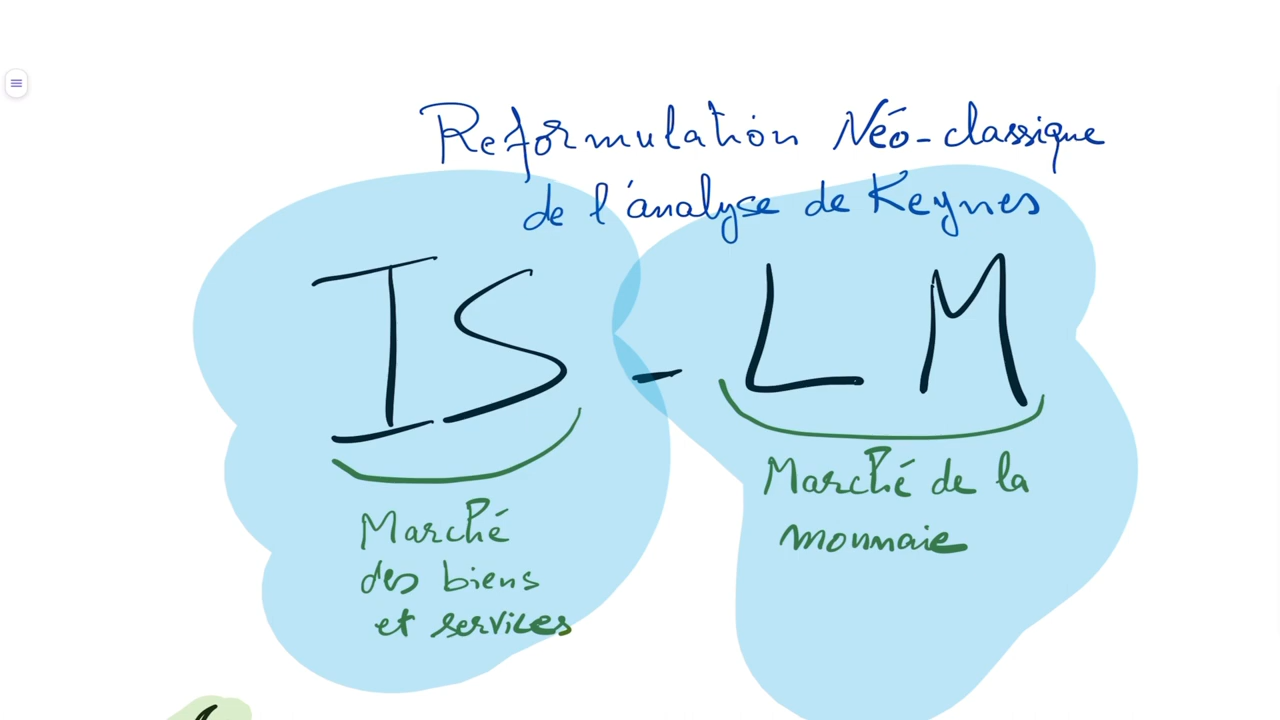 Reformulation Néo-classique
de l'analyse de Keynes
IS - LM
Marché
des biens
et services
Marché de la
monnaie